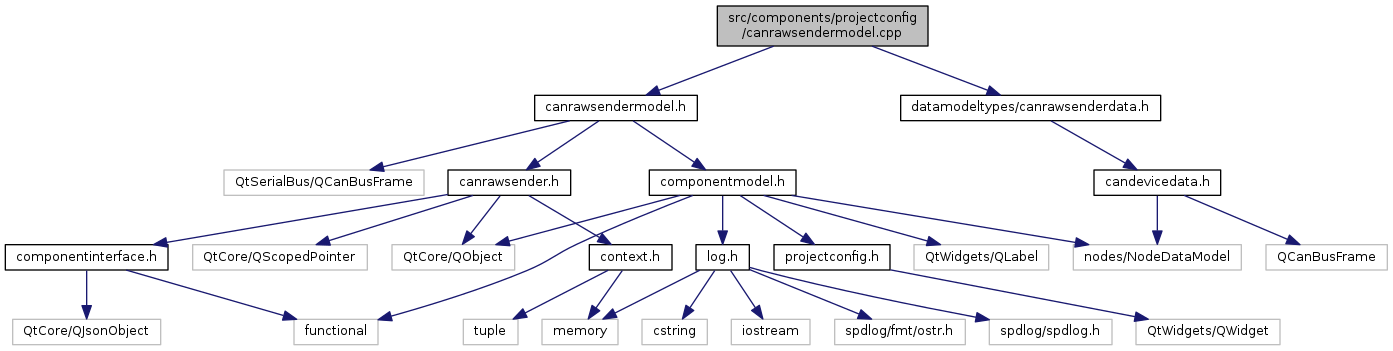 src/components/projectconfig
/canrawsendermodel.cpp
canrawsendermodel.h
datamodeltypes/canrawsenderdata.h
QtSerialBus/QCanBusFrame
canrawsender.h
componentmodel.h
candevicedata.h
componentinterface.h
QtCore/QScopedPointer
QtCore/QObject
context.h
log.h
projectconfig.h
QtWidgets/QLabel
nodes/NodeDataModel
QCanBusFrame
QtCore/QJsonObject
functional
tuple
memory
cstring
iostream
spdlog/fmt/ostr.h
spdlog/spdlog.h
QtWidgets/QWidget